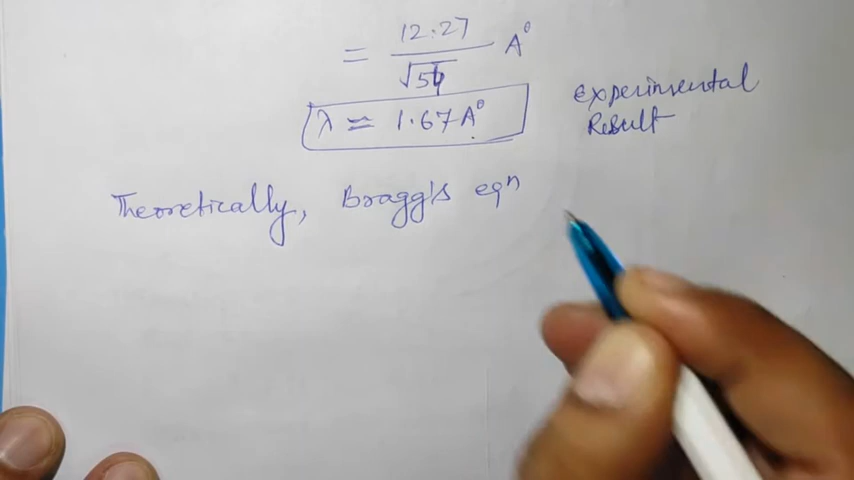 = 12.27 / √54 A°
λ ≈ 1.67 A°
Experimental
Result
Theoretically, Bragg's eqⁿ